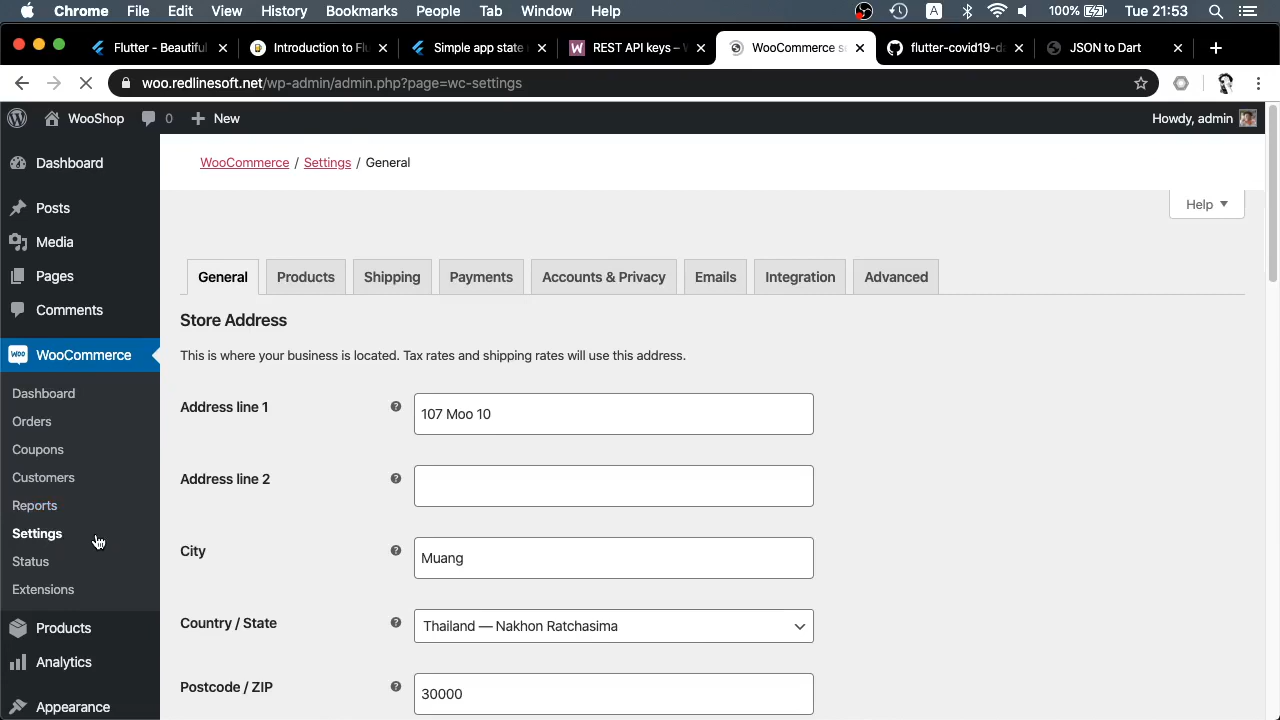 Chrome File Edit View History Bookmarks People Tab Window Help A 100% Tue 21:53
Flutter - Beautiful Introduction to Flu Simple app state REST API keys – W WooCommerce se flutter-covid19-da JSON to Dart
woo.redlinesoft.net/wp-admin/admin.php?page=wc-settings
WooShop 0 New Howdy, admin
Dashboard
Posts
Media
Pages
Comments
woo WooCommerce
Dashboard
Orders
Coupons
Customers
Reports
Settings
Status
Extensions
Products
Analytics
Appearance
WooCommerce / Settings / General
Help
General Products Shipping Payments Accounts & Privacy Emails Integration Advanced
Store Address
This is where your business is located. Tax rates and shipping rates will use this address.
Address line 1 107 Moo 10
Address line 2
City Muang
Country / State Thailand — Nakhon Ratchasima
Postcode / ZIP 30000